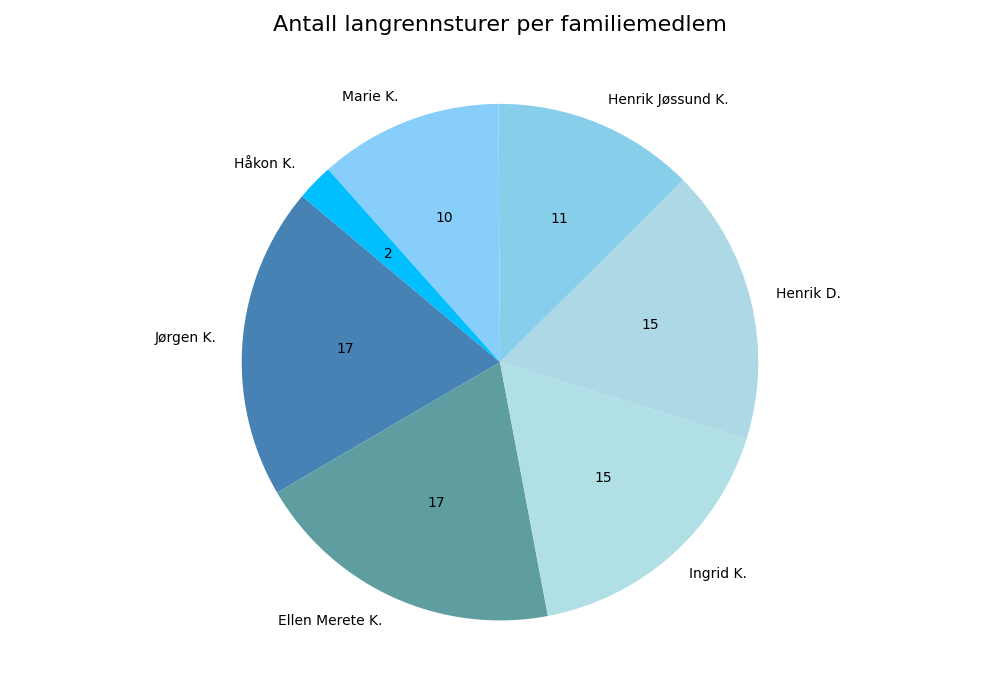 Antall langrennsturer per familiemedlem
Marie K.
Henrik Jøssund K.
Håkon K.
10
11
2
Henrik D.
15
Jørgen K.
17
15
17
Ingrid K.
Ellen Merete K.